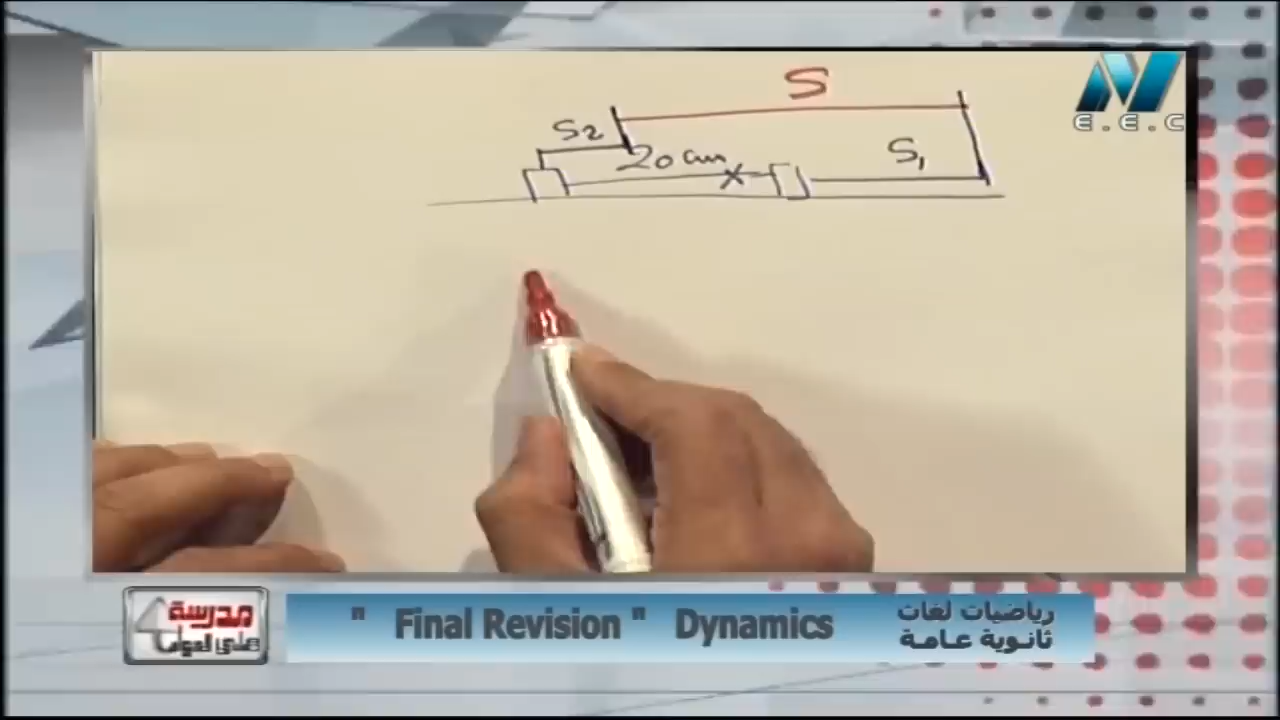 S
S2
20 cm
S1
E.E.C
مدرسة
على الهواء
" Final Revision " Dynamics
رياضيات لغات
ثانوية عامة